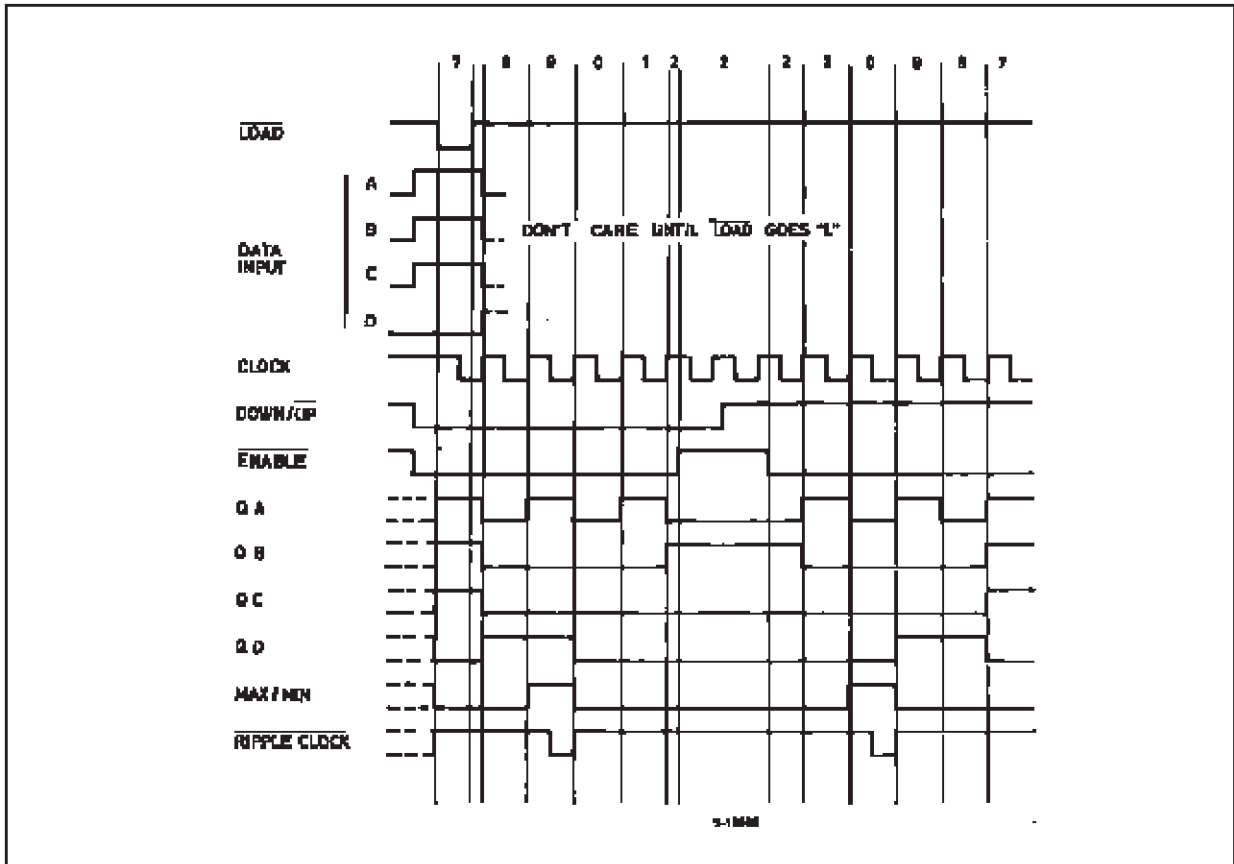 7 8 9 0 1 2 2 2 0 9 8 7
LOAD
A
B
DON'T CARE UNTIL LOAD GOES "L"
DATA
INPUT
C
D
CLOCK
DOWN/UP
ENABLE
Q A
Q B
Q C
Q D
MAX/MIN
RIPPLE CLOCK